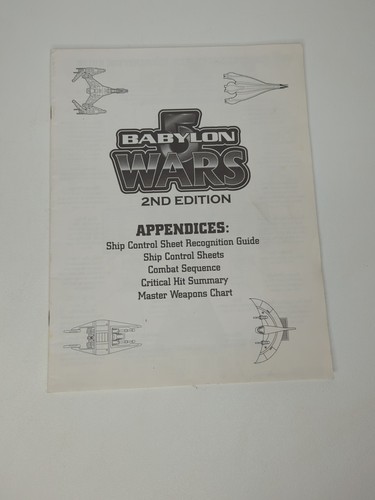 BABYLON 5
WARS
2ND EDITION
APPENDICES:
Ship Control Sheet Recognition Guide
Ship Control Sheets
Combat Sequence
Critical Hit Summary
Master Weapons Chart